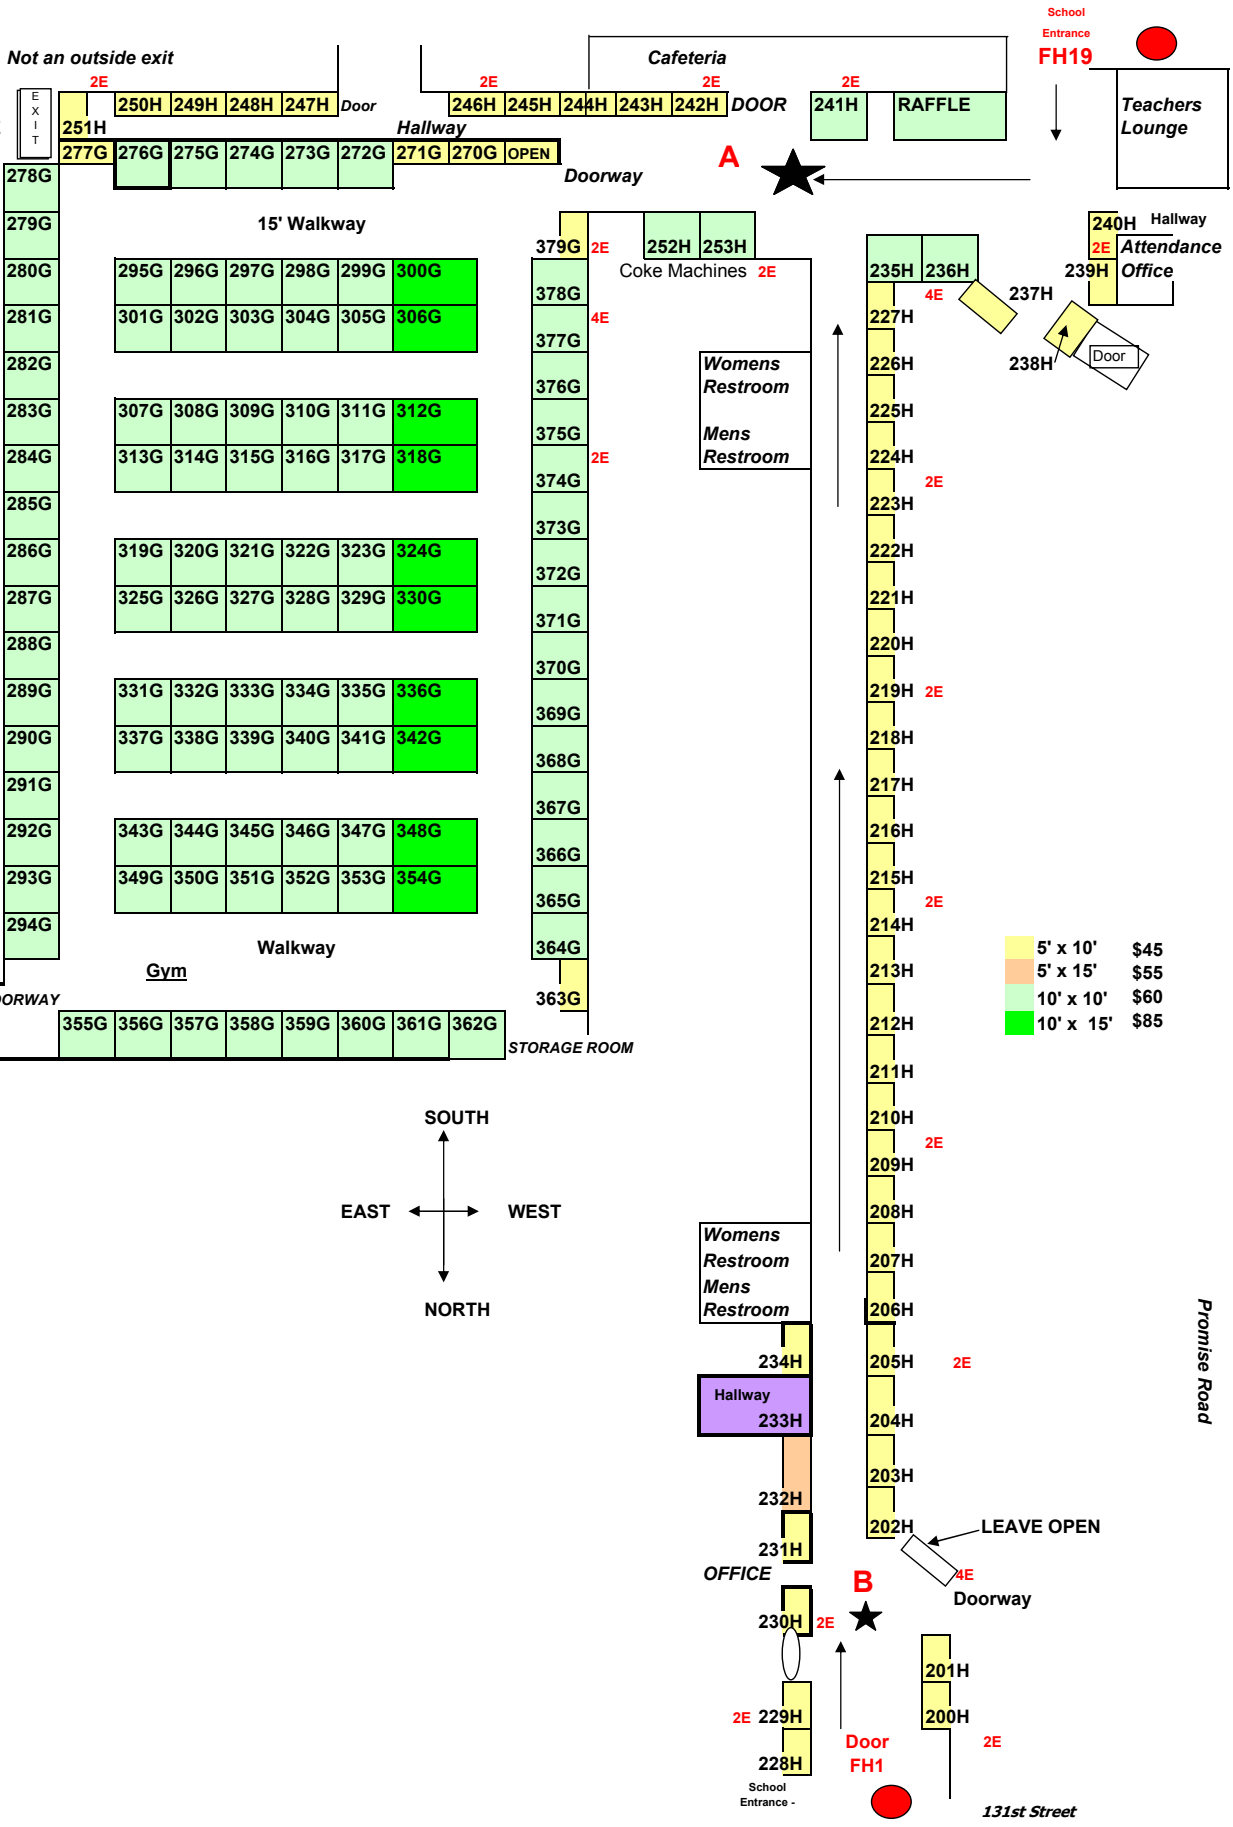 School
Entrance
FH19
Not an outside exit
Cafeteria
2E 2E 2E 2E
E
X
I
T
250H 249H 248H 247H Door 246H 245H 244H 243H 242H DOOR 241H RAFFLE
Teachers
Lounge
251H
Hallway
277G 276G 275G 274G 273G 272G 271G 270G OPEN
A
278G
Doorway
279G
15' Walkway
240H Hallway
379G 2E 252H 253H
2E Attendance
280G 295G 296G 297G 298G 299G 300G
Coke Machines 2E
235H 236H
239H Office
378G
4E
237H
281G 301G 302G 303G 304G 305G 306G
4E
227H
377G
282G
Womens
Restroom
226H
238H
Door
376G
283G 307G 308G 309G 310G 311G 312G
225H
375G
Mens
Restroom
284G 313G 314G 315G 316G 317G 318G
2E
224H
374G
2E
285G
223H
373G
286G 319G 320G 321G 322G 323G 324G
222H
372G
287G 325G 326G 327G 328G 329G 330G
221H
371G
288G
220H
370G
289G 331G 332G 333G 334G 335G 336G
219H 2E
369G
290G 337G 338G 339G 340G 341G 342G
218H
368G
291G
217H
367G
292G 343G 344G 345G 346G 347G 348G
216H
366G
293G 349G 350G 351G 352G 353G 354G
215H
365G
2E
294G
214H
Walkway
364G
5' x 10' $45
Gym
213H
5' x 15' $55
ORWAY
363G
10' x 10' $60
355G 356G 357G 358G 359G 360G 361G 362G
212H
10' x 15' $85
STORAGE ROOM
211H
SOUTH
210H
2E
209H
EAST WEST
208H
Womens
Restroom
207H
Mens
Restroom
NORTH
206H
Promise Road
234H
205H 2E
Hallway
233H
204H
203H
232H
202H
LEAVE OPEN
231H
OFFICE
B
4E
Doorway
230H 2E
201H
2E 229H
200H
Door
FH1
2E
228H
School
Entrance -
131st Street